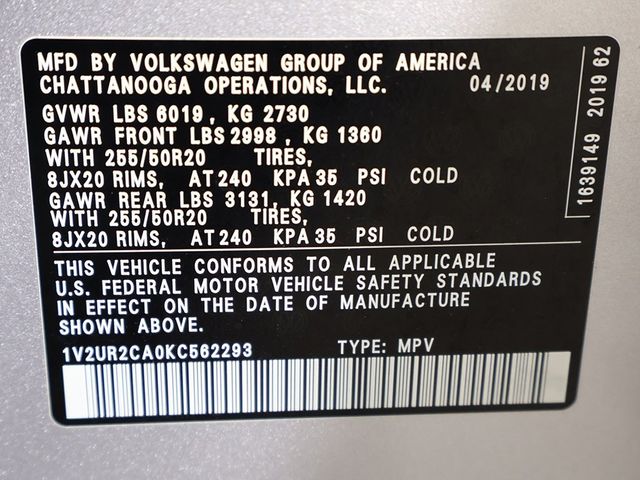 MFD BY VOLKSWAGEN GROUP OF AMERICA
CHATTANOOGA OPERATIONS, LLC. 04/2019
GVWR LBS 6019, KG 2730
GAWR FRONT LBS 2998, KG 1360
WITH 255/50R20 TIRES,
8JX20 RIMS, AT 240 KPA 35 PSI COLD
GAWR REAR LBS 3131, KG 1420
WITH 255/50R20 TIRES,
8JX20 RIMS, AT 240 KPA 35 PSI COLD
THIS VEHICLE CONFORMS TO ALL APPLICABLE
U.S. FEDERAL MOTOR VEHICLE SAFETY STANDARDS
IN EFFECT ON THE DATE OF MANUFACTURE
SHOWN ABOVE.
1V2UR2CA0KC562293 TYPE: MPV
1639149 2019 62